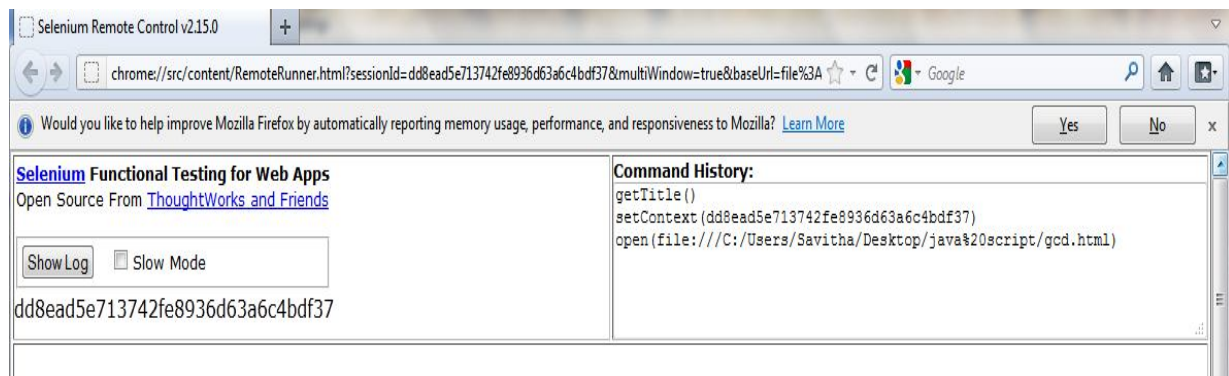 Selenium Remote Control v2.15.0
chrome://src/content/RemoteRunner.html?sessionId=dd8ead5e713742fe8936d63a6c4bdf37&multiWindow=true&baseUrl=file%3A
Google
Would you like to help improve Mozilla Firefox by automatically reporting memory usage, performance, and responsiveness to Mozilla? Learn More
Yes
No
x
Selenium Functional Testing for Web Apps
Open Source From ThoughtWorks and Friends
Show Log
Slow Mode
dd8ead5e713742fe8936d63a6c4bdf37
Command History:
getTitle()
setContext(dd8ead5e713742fe8936d63a6c4bdf37)
open(file:///C:/Users/Savitha/Desktop/java%20script/gcd.html)